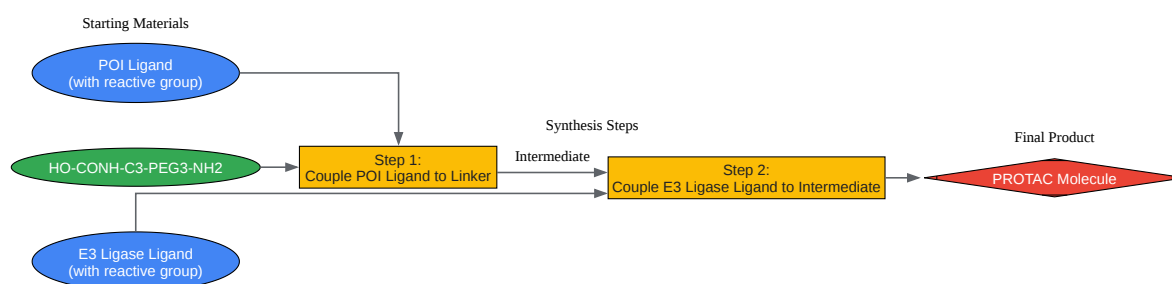 Starting Materials
POI Ligand
(with reactive group)
HO-CONH-C3-PEG3-NH2
E3 Ligase Ligand
(with reactive group)
Synthesis Steps
Step 1:
Couple POI Ligand to Linker
Intermediate
Step 2:
Couple E3 Ligase Ligand to Intermediate
Final Product
PROTAC Molecule